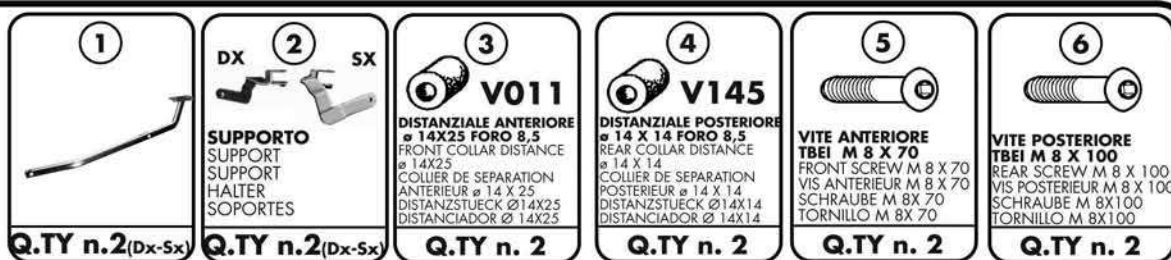 1
Q.TY n.2(Dx-Sx)
2
DX
SX
SUPPORTO
SUPPORT
SUPPORT
HALTER
SOPORTES
Q.TY n.2(Dx-Sx)
3
V011
DISTANZIALE ANTERIORE
ø 14X25 FORO 8,5
FRONT COLLAR DISTANCE
ø 14X25
COLLIER DE SEPARATION
ANTERIEUR ø 14 X 25
DISTANZSTUECK Ø14X25
DISTANCIADOR Ø 14X25
Q.TY n. 2
4
V145
DISTANZIALE POSTERIORE
ø 14 X 14 FORO 8,5
REAR COLLAR DISTANCE
ø 14 X 14
COLLIER DE SEPARATION
POSTERIEUR ø 14 X 14
DISTANZSTUECK Ø14X14
DISTANCIADOR Ø 14X14
Q.TY n. 2
5
VITE ANTERIORE
TBEI M 8 X 70
FRONT SCREW M 8 X 70
VIS ANTERIEUR M 8 X 70
SCHRAUBE M 8X 70
TORNILLO M 8X 70
Q.TY n. 2
6
VITE POSTERIORE
TBEI M 8 X 100
REAR SCREW M 8 X 100
VIS POSTERIEUR M 8 X 100
SCHRAUBE M 8X100
TORNILLO M 8X100
Q.TY n. 2